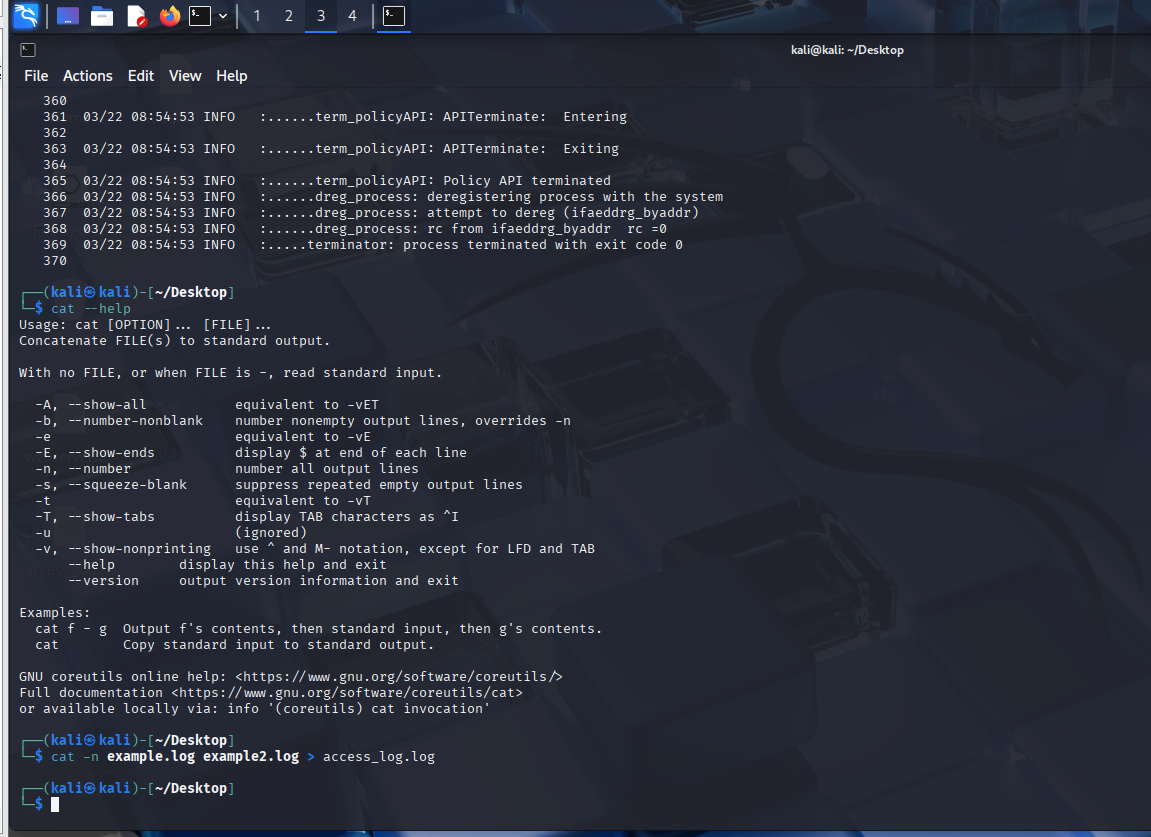 1 2 3 4
kali@kali: ~/Desktop
File Actions Edit View Help
360
361 03/22 08:54:53 INFO :......term_policyAPI: APITerminate: Entering
362
363 03/22 08:54:53 INFO :......term_policyAPI: APITerminate: Exiting
364
365 03/22 08:54:53 INFO :......term_policyAPI: Policy API terminated
366 03/22 08:54:53 INFO :......dreg_process: deregistering process with the system
367 03/22 08:54:53 INFO :......dreg_process: attempt to dereg (ifaeddrg_byaddr)
368 03/22 08:54:53 INFO :......dreg_process: rc from ifaeddrg_byaddr rc =0
369 03/22 08:54:53 INFO :.....terminator: process terminated with exit code 0
370
┌──(kali㉿kali)-[~/Desktop]
└─$ cat --help
Usage: cat [OPTION]... [FILE]...
Concatenate FILE(s) to standard output.
With no FILE, or when FILE is -, read standard input.
-A, --show-all equivalent to -vET
-b, --number-nonblank number nonempty output lines, overrides -n
-e equivalent to -vE
-E, --show-ends display $ at end of each line
-n, --number number all output lines
-s, --squeeze-blank suppress repeated empty output lines
-t equivalent to -vT
-T, --show-tabs display TAB characters as ^I
-u (ignored)
-v, --show-nonprinting use ^ and M- notation, except for LFD and TAB
--help display this help and exit
--version output version information and exit
Examples:
cat f - g Output f's contents, then standard input, then g's contents.
cat Copy standard input to standard output.
GNU coreutils online help: <https://www.gnu.org/software/coreutils/>
Full documentation <https://www.gnu.org/software/coreutils/cat>
or available locally via: info '(coreutils) cat invocation'
┌──(kali㉿kali)-[~/Desktop]
└─$ cat -n example.log example2.log > access_log.log
┌──(kali㉿kali)-[~/Desktop]
└─$